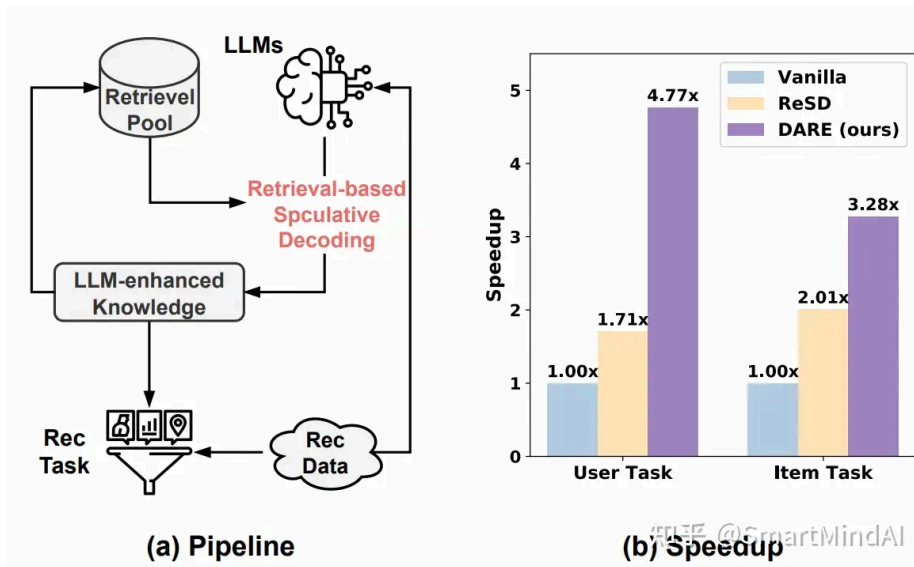 LLMs
Retrievel
Pool
Retrieval-based
Spculative
Decoding
LLM-enhanced
Knowledge
Rec
Task
Rec
Data
(a) Pipeline
Vanilla
ReSD
DARE (ours)
Speedup
5
4
3
2
1
0
1.00x
1.71x
4.77x
1.00x
2.01x
3.28x
User Task
Item Task
(b) Speedup
知乎 @SmartMindAI